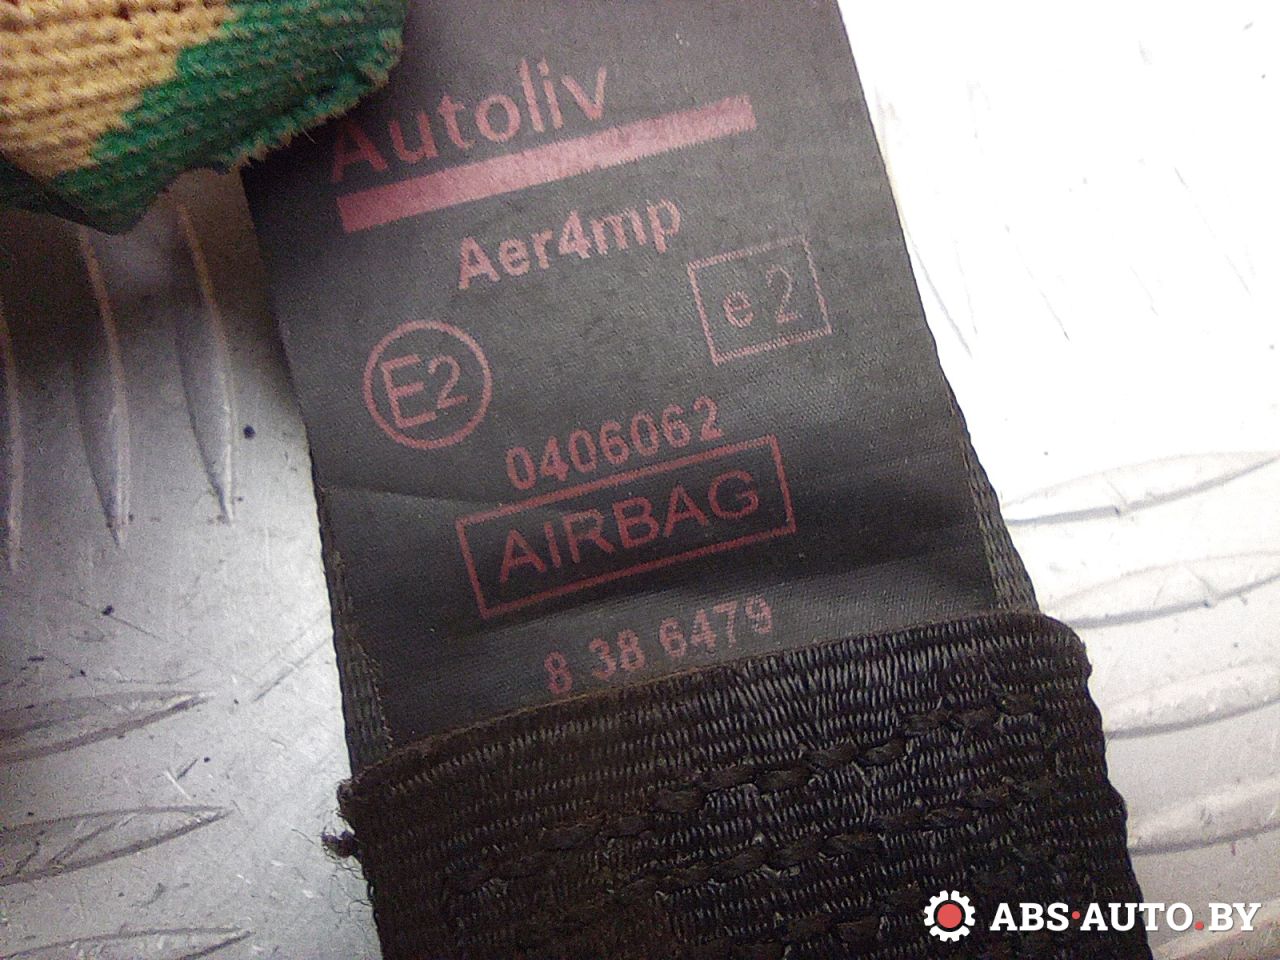 Autoliv
Aer4mp
e 2
E2
0406062
AIRBAG
8 38 6479
ABS·AUTO.BY